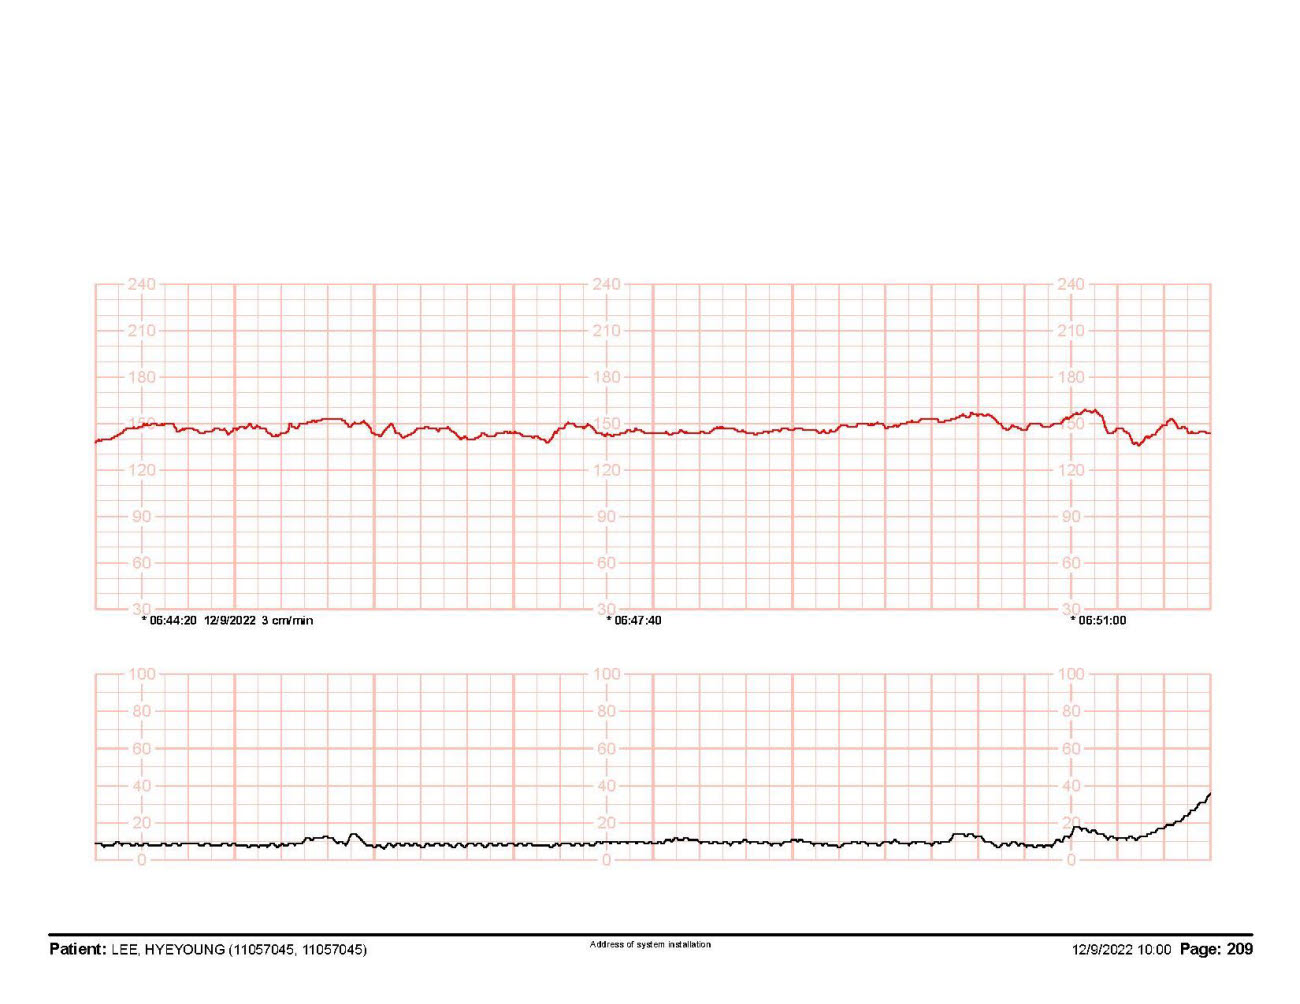 240 240 240
210 210 210
180 180 180
150 150 150
120 120 120
90 90 90
60 60 60
30 30 30
* 06:44:20 12/9/2022 3 cm/min * 06:47:40 * 06:51:00
100 100 100
80 80 80
60 60 60
40 40 40
20 20 20
0 0 0
Patient: LEE, HYEYOUNG (11057045, 11057045) Address of system installation 12/9/2022 10:00 Page: 209